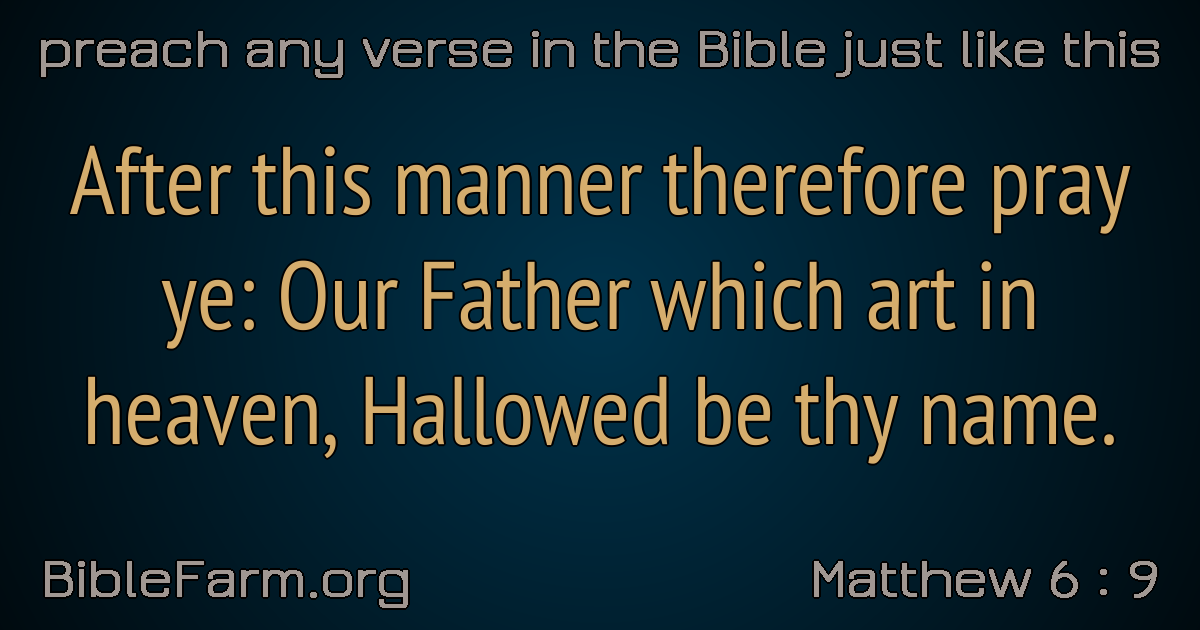 preach any verse in the Bible just like this
After this manner therefore pray
ye: Our Father which art in
heaven, Hallowed be thy name.
BibleFarm.org
Matthew 6 : 9